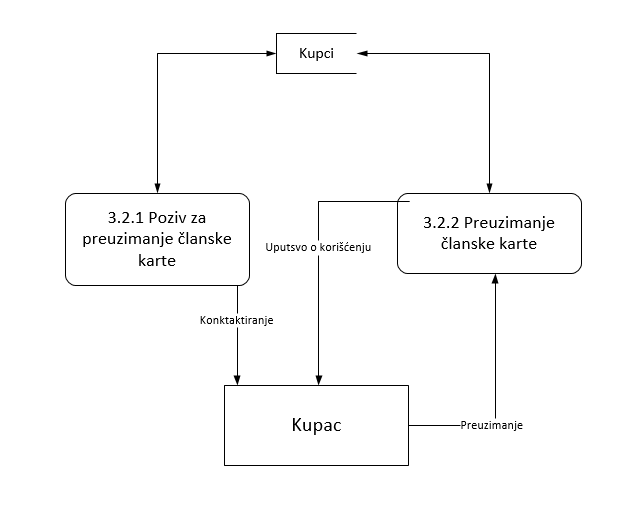 Kupci
3.2.1 Poziv za
preuzimanje članske
karte
3.2.2 Preuzimanje
članske karte
Uputsvo o korišćenju
Konktaktiranje
Kupac
Preuzimanje